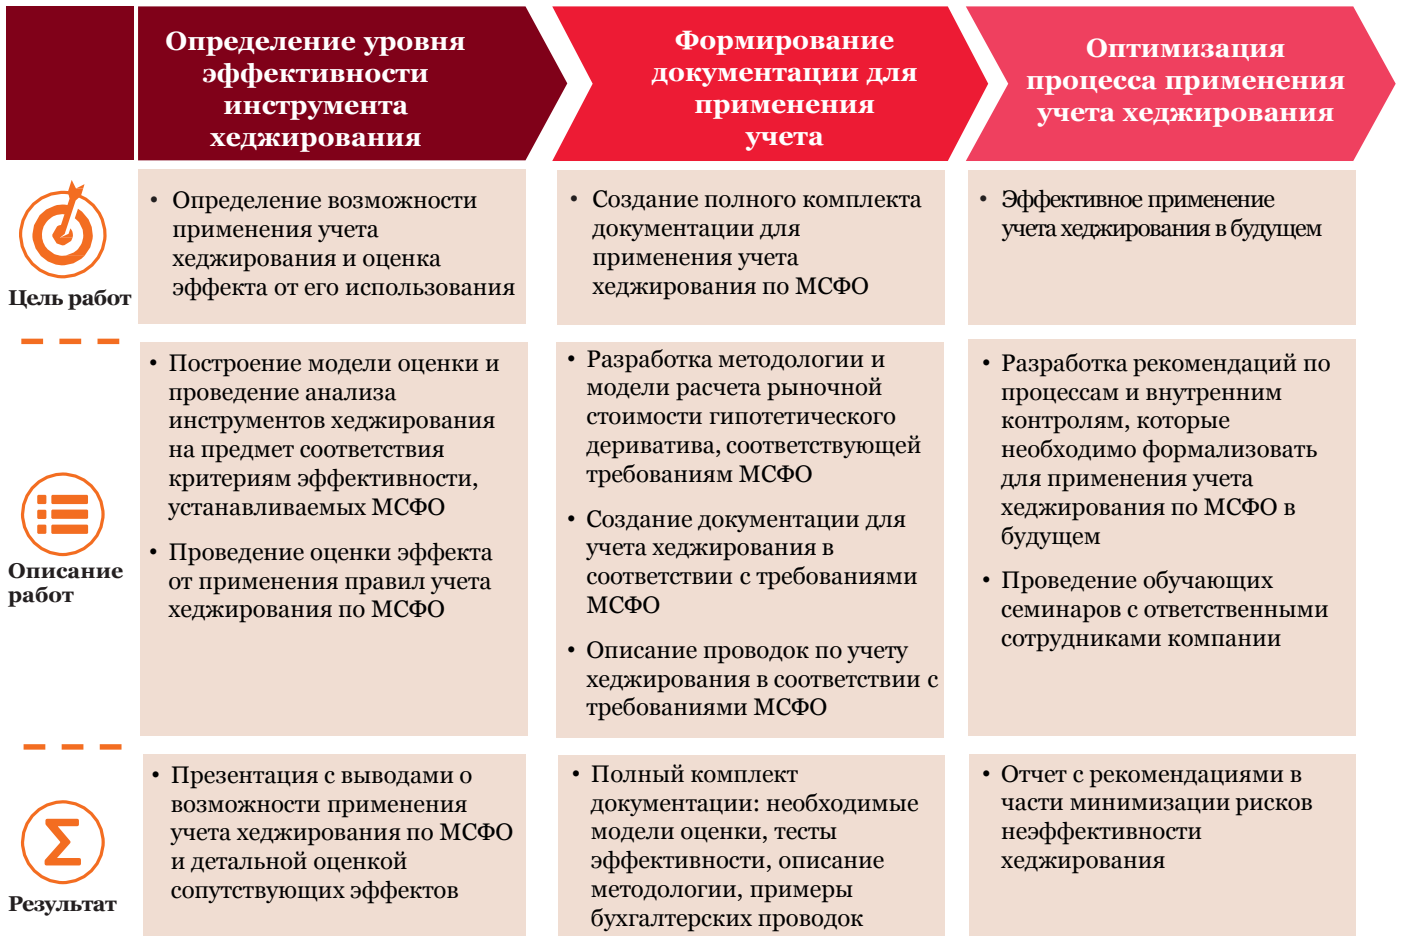 Определение уровня
эффективности
инструмента
хеджирования
Формирование
документации для
применения
учета
Оптимизация
процесса применения
учета хеджирования
Цель работ
• Определение возможности
применения учета
хеджирования и оценка
эффекта от его использования
• Создание полного комплекта
документации для
применения учета
хеджирования по МСФО
• Эффективное применение
учета хеджирования в будущем
Описание
работ
• Построение модели оценки и
проведение анализа
инструментов хеджирования
на предмет соответствия
критериям эффективности,
устанавливаемых МСФО
• Проведение оценки эффекта
от применения правил учета
хеджирования по МСФО
• Разработка методологии и
модели расчета рыночной
стоимости гипотетического
дериватива, соответствующей
требованиям МСФО
• Создание документации для
учета хеджирования в
соответствии с требованиями
МСФО
• Описание проводок по учету
хеджирования в соответствии с
требованиями МСФО
• Разработка рекомендаций по
процессам и внутренним
контролям, которые
необходимо формализовать
для применения учета
хеджирования по МСФО в
будущем
• Проведение обучающих
семинаров с ответственными
сотрудниками компании
Результат
• Презентация с выводами о
возможности применения
учета хеджирования по МСФО
и детальной оценкой
сопутствующих эффектов
• Полный комплект
документации: необходимые
модели оценки, тесты
эффективности, описание
методологии, примеры
бухгалтерских проводок
• Отчет с рекомендациями в
части минимизации рисков
неэффективности
хеджирования